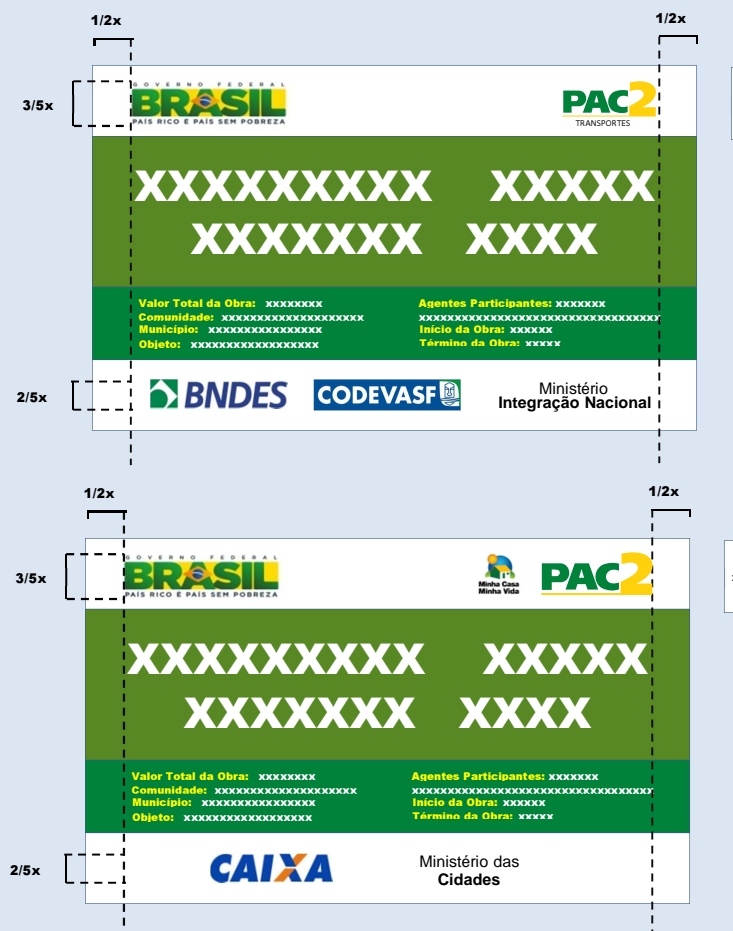 1/2x 1/2x
3/5x
GOVERNO FEDERAL
BRASIL
PAÍS RICO É PAÍS SEM POBREZA
PAC2
TRANSPORTES
XXXXXXXXX XXXXX
XXXXXXX XXXX
Valor Total da Obra: xxxxxxxx
Comunidade: xxxxxxxxxxxxxxxxxxxx
Município: xxxxxxxxxxxxxxxx
Objeto: xxxxxxxxxxxxxxxxxx
Agentes Participantes: xxxxxxx
xxxxxxxxxxxxxxxxxxxxxxxxxxxxxxxxxx
Início da Obra: xxxxxx
Término da Obra: xxxxx
2/5x
BNDES
CODEVASF
Ministério
Integração Nacional
1/2x 1/2x
3/5x
GOVERNO FEDERAL
BRASIL
PAÍS RICO É PAÍS SEM POBREZA
Minha Casa
Minha Vida
PAC2
XXXXXXXXX XXXXX
XXXXXXX XXXX
Valor Total da Obra: xxxxxxxx
Comunidade: xxxxxxxxxxxxxxxxxxxx
Município: xxxxxxxxxxxxxxxx
Objeto: xxxxxxxxxxxxxxxxxx
Agentes Participantes: xxxxxxx
xxxxxxxxxxxxxxxxxxxxxxxxxxxxxxxxxx
Início da Obra: xxxxxx
Término da Obra: xxxxx
2/5x
CAIXA
Ministério das
Cidades